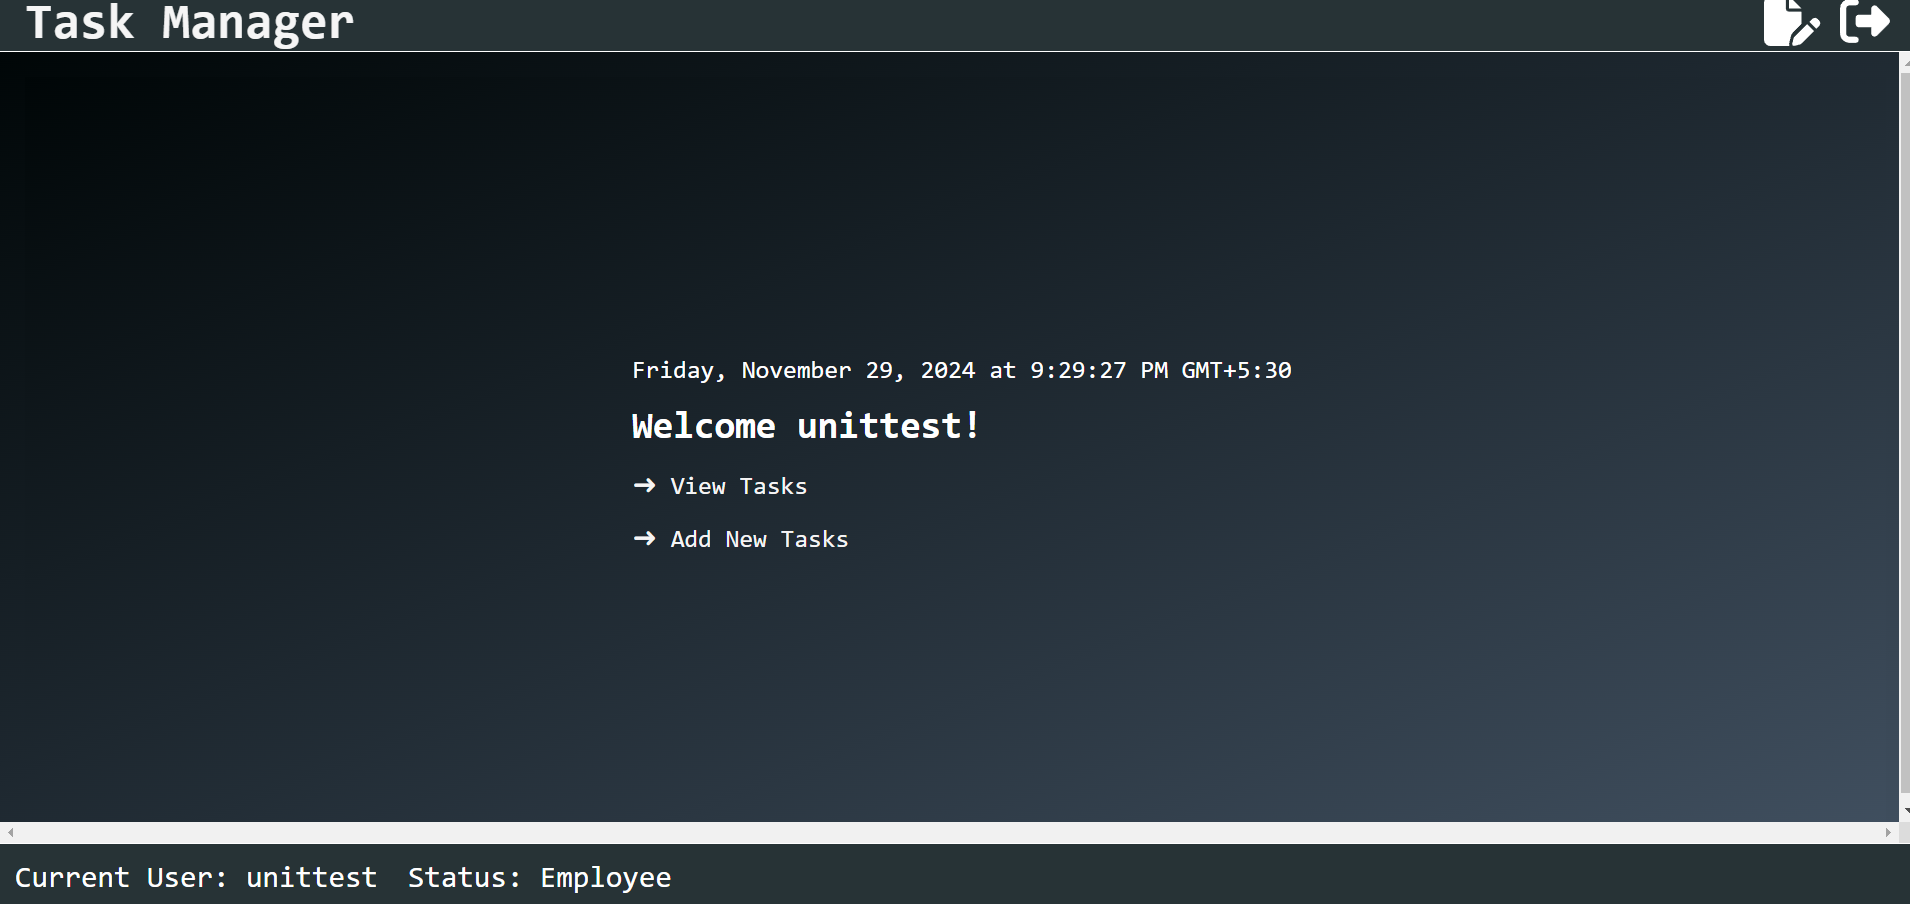 Task Manager
Friday, November 29, 2024 at 9:29:27 PM GMT+5:30
Welcome unittest!
→ View Tasks
→ Add New Tasks
Current User: unittest Status: Employee